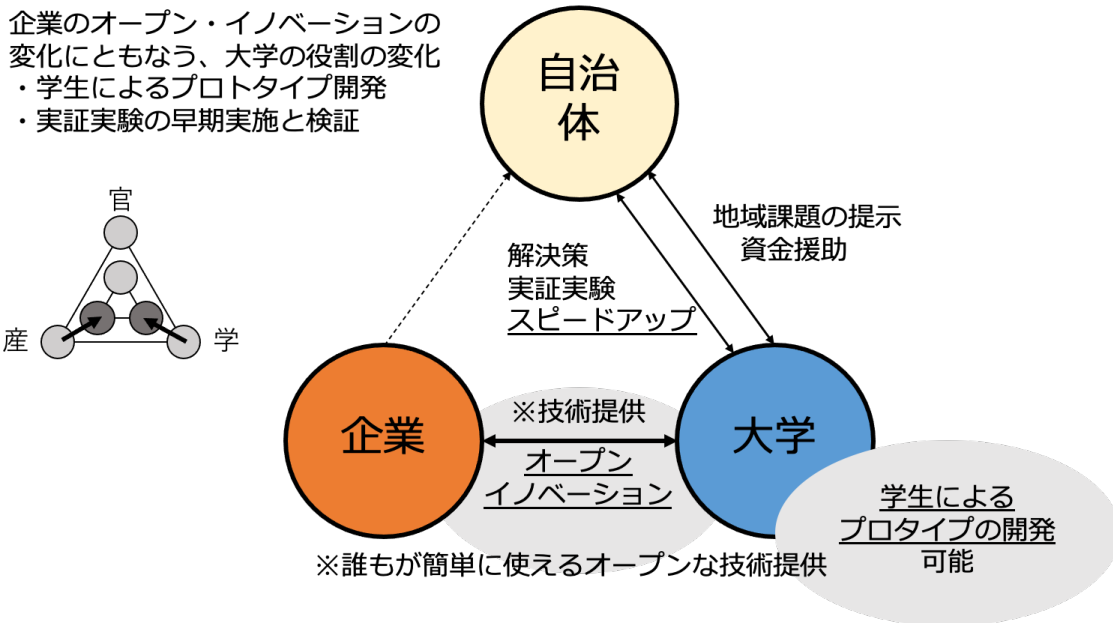 企業のオープン・イノベーションの
変化にともなう、大学の役割の変化
・学生によるプロトタイプ開発
・実証実験の早期実施と検証
自治
体
官
産
学
地域課題の提示
資金援助
解決策
実証実験
スピードアップ
企業
※技術提供
オープン
イノベーション
大学
学生による
プロタイプの開発
可能
※誰もが簡単に使えるオープンな技術提供